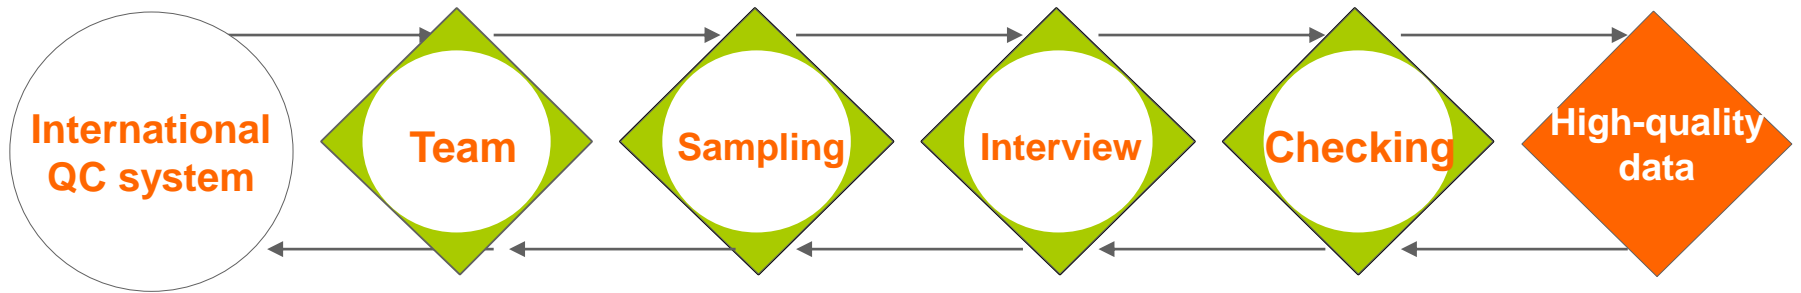 International
QC system
Team
Sampling
Interview
Checking
High-quality
data